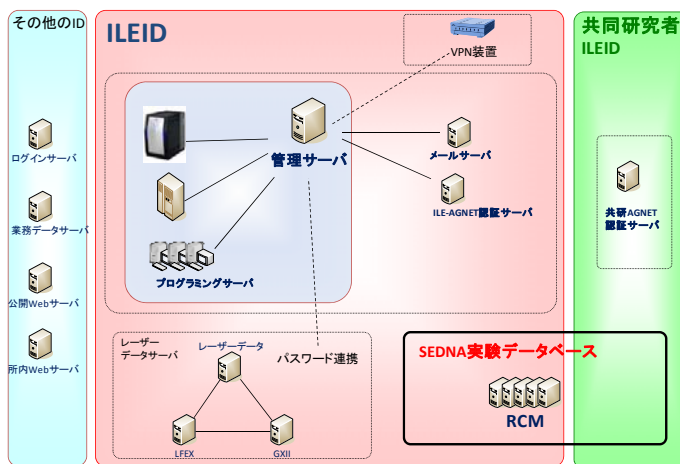 その他のID
ログインサーバ
業務データサーバ
公開Webサーバ
所内Webサーバ
ILEID
VPN装置
管理サーバ
プログラミングサーバ
メールサーバ
ILE-AGNET認証サーバ
レーザー
データサーバ
レーザーデータ
パスワード連携
LFEX
GXII
SEDNA実験データベース
RCM
共同研究者
ILEID
共研AGNET
認証サーバ